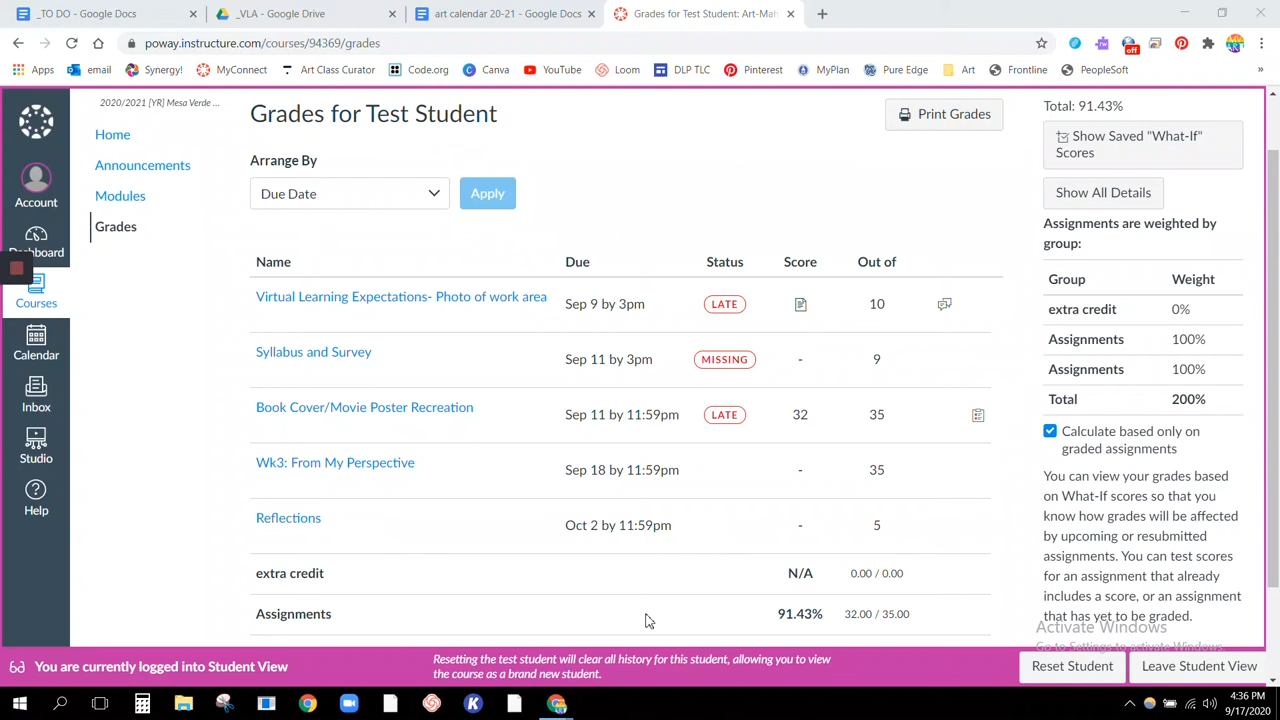 _TO DO - Google Docs
_VLA - Google Drive
art calendar 20-21 - Google Docs
Grades for Test Student: Art-Mah
poway.instructure.com/courses/94369/grades
off
Apps
email
Synergy!
MyConnect
Art Class Curator
Code.org
Canva
YouTube
Loom
DLP TLC
Pinterest
MyPlan
Pure Edge
Art
Frontline
PeopleSoft
Account
Dashboard
Courses
Calendar
Inbox
Studio
Help
2020/2021 [YR] Mesa Verde ...
Home
Announcements
Modules
Grades
Grades for Test Student
Print Grades
Arrange By
Due Date
Apply
Name Due Status Score Out of
Virtual Learning Expectations- Photo of work area Sep 9 by 3pm LATE 10
Syllabus and Survey Sep 11 by 3pm MISSING - 9
Book Cover/Movie Poster Recreation Sep 11 by 11:59pm LATE 32 35
Wk3: From My Perspective Sep 18 by 11:59pm - 35
Reflections Oct 2 by 11:59pm - 5
extra credit N/A 0.00 / 0.00
Assignments 91.43% 32.00 / 35.00
Total: 91.43%
Show Saved "What-If"
Scores
Show All Details
Assignments are weighted by
group:
Group Weight
extra credit 0%
Assignments 100%
Assignments 100%
Total 200%
Calculate based only on
graded assignments
You can view your grades based
on What-If scores so that you
know how grades will be affected
by upcoming or resubmitted
assignments. You can test scores
for an assignment that already
includes a score, or an assignment
that has yet to be graded.
Activate Windows
Go to Settings to activate Windows.
You are currently logged into Student View
Resetting the test student will clear all history for this student, allowing you to view
the course as a brand new student.
Reset Student
Leave Student View
4:36 PM
9/17/2020